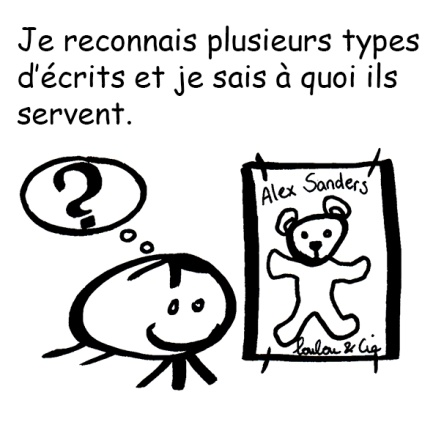 Je reconnais plusieurs types
d'écrits et je sais à quoi ils
servent.
?
Alex Sanders
loulou & Cie